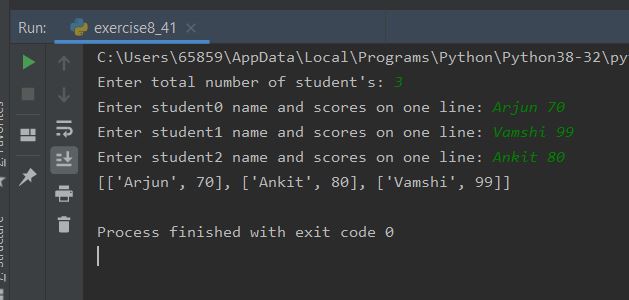 Run: exercise8_41
C:\Users\65859\AppData\Local\Programs\Python\Python38-32\py
Enter total number of student's: 3
Enter student0 name and scores on one line: Arjun 70
Enter student1 name and scores on one line: Vamshi 99
Enter student2 name and scores on one line: Ankit 80
[['Arjun', 70], ['Ankit', 80], ['Vamshi', 99]]
Process finished with exit code 0
Favorites
Z: Structure